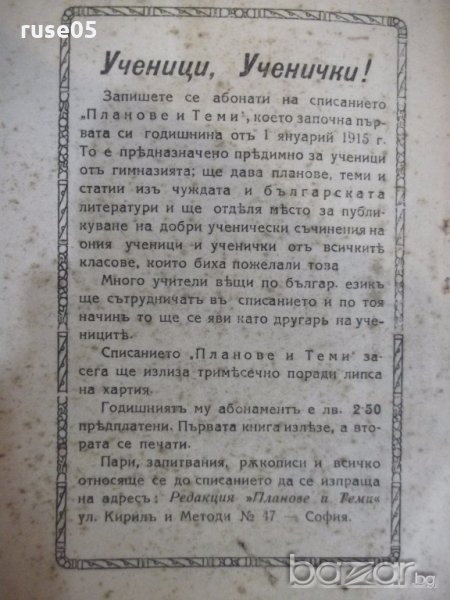 ruse05
Ученици, Ученички!
Запишете се абонати на списанието
„Планове и Теми“, което започна пър-
вата си годишнина отъ 1 януарий 1915 г.
То е прѣдназначено прѣдимно за ученици
отъ гимназията; ще дава планове, теми и
статии изъ чуждата и българската
литератури и ще отдѣля мѣсто за публи-
куване на добри ученически съчинения на
ония ученици и ученички отъ всичкитѣ
класове, които биха пожелали това
Много учители вѣщи по българ. езикъ
ще сътрудничатъ въ списанието и по тоя
начинъ то ще се яви като другарь на уче-
ницитѣ.
Списанието „Планове и Теми“ за-
сега ще излиза тримѣсечно поради липса
на хартия.
Годишниятъ му абонаментъ е лв. 2·50
прѣдплатени. Първата книга излѣзе, а вто-
рата се печати.
Пари, запитвания, рѫкописи и всичко
относяще се до списанието да се изпраща
на адресъ: Редакция „Планове и Теми“
ул. Кирилъ и Методи № 47 — София.
bazar.bg